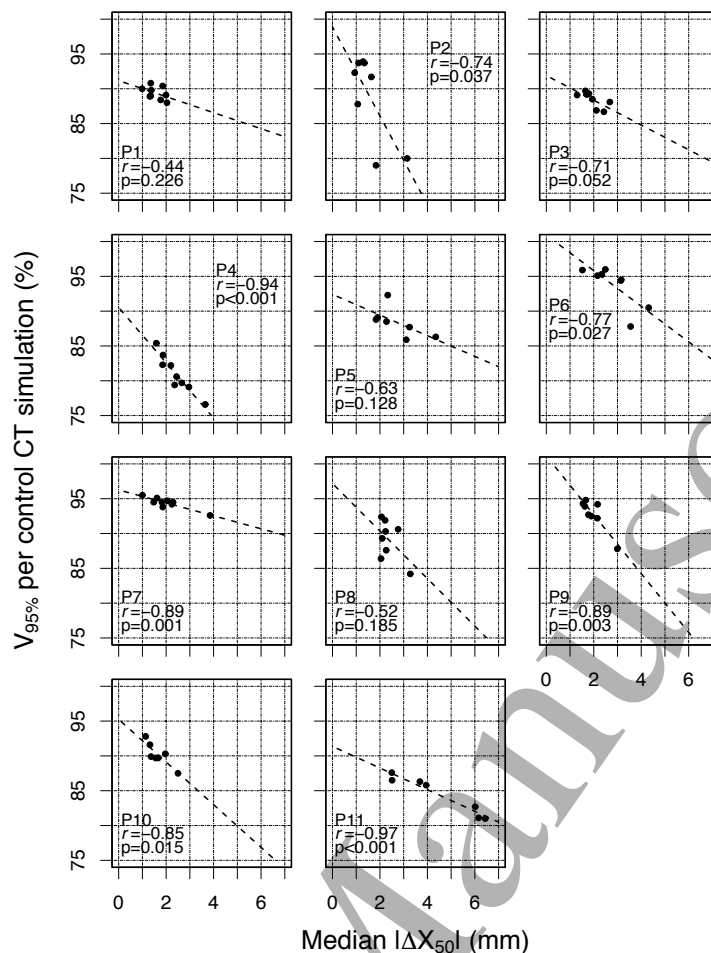 95
85
75
P1
r=−0.44
p=0.226
P2
r=−0.74
p=0.037
P3
r=−0.71
p=0.052
95
85
75
P4
r=−0.94
p<0.001
P5
r=−0.63
p=0.128
P6
r=−0.77
p=0.027
95
85
75
P7
r=−0.89
p=0.001
P8
r=−0.52
p=0.185
P9
r=−0.89
p=0.003
0 2 4 6
95
85
75
P10
r=−0.85
p=0.015
P11
r=−0.97
p<0.001
0 2 4 6
0 2 4 6
V95% per control CT simulation (%)
Median |ΔX50| (mm)